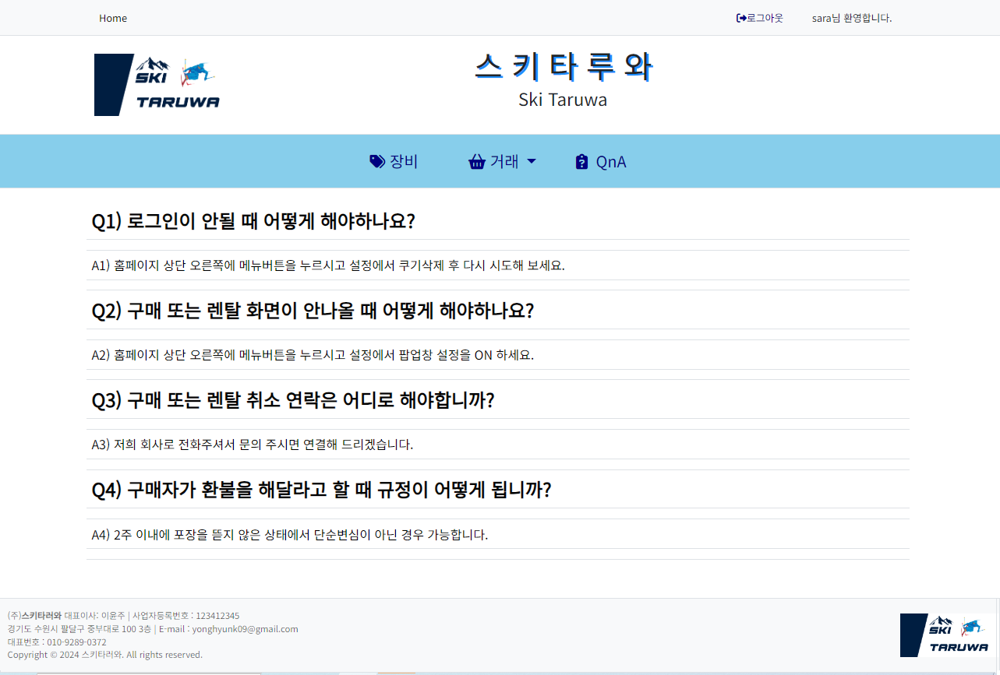 Home
로그아웃
sara님 환영합니다.
SKI
TARUWA
스키타루와
Ski Taruwa
장비
거래
QnA
Q1) 로그인이 안될 때 어떻게 해야하나요?
A1) 홈페이지 상단 오른쪽에 메뉴버튼을 누르시고 설정에서 쿠기삭제 후 다시 시도해 보세요.
Q2) 구매 또는 렌탈 화면이 안나올 때 어떻게 해야하나요?
A2) 홈페이지 상단 오른쪽에 메뉴버튼을 누르시고 설정에서 팝업창 설정을 ON 하세요.
Q3) 구매 또는 렌탈 취소 연락은 어디로 해야합니까?
A3) 저희 회사로 전화주셔서 문의 주시면 연결해 드리겠습니다.
Q4) 구매자가 환불을 해달라고 할 때 규정이 어떻게 됩니까?
A4) 2주 이내에 포장을 뜯지 않은 상태에서 단순변심이 아닌 경우 가능합니다.
(주)스키타러와 대표이사: 이윤주 | 사업자등록번호 : 123412345
경기도 수원시 팔달구 중부대로 100 3층 | E-mail : yonghyunk09@gmail.com
대표번호 : 010-9289-0372
Copyright © 2024 스키타러와. All rights reserved.
SKI
TARUWA